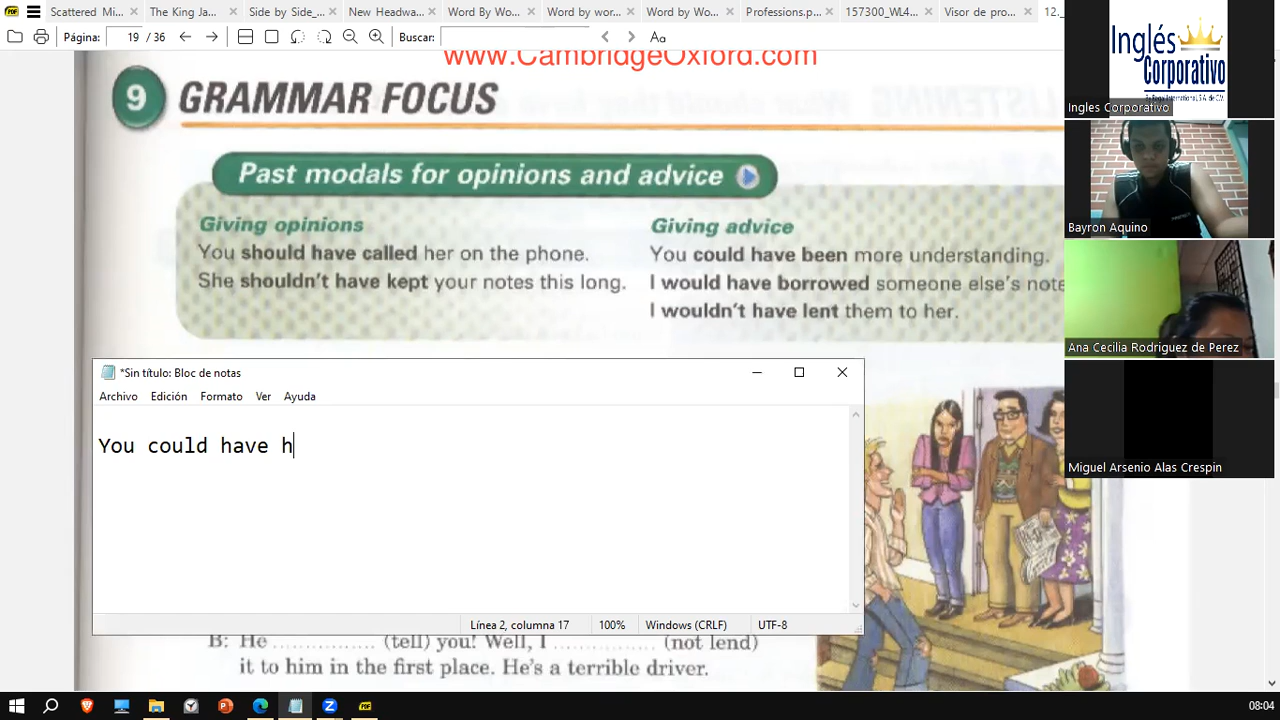 Scattered Mi...
The King Ja...
Side by Side_...
New Headwa...
Word By Wo...
Word by wor...
Word by Wo...
Professions.p...
157300_WL4...
Visor de pro...
12._
Página: 19 / 36
Buscar:
Aa
www.CambridgeOxford.com
9 GRAMMAR FOCUS
Past modals for opinions and advice
Giving opinions
You should have called her on the phone.
She shouldn't have kept your notes this long.
Giving advice
You could have been more understanding.
I would have borrowed someone else's note
I wouldn't have lent them to her.
*Sin título: Bloc de notas
Archivo Edición Formato Ver Ayuda
You could have h
Línea 2, columna 17 100% Windows (CRLF) UTF-8
B: He ............... (tell) you! Well, I ............... (not lend)
it to him in the first place. He's a terrible driver.
Inglés
Corporativo
Ingles Corporativo
Bayron Aquino
Ana Cecilia Rodriguez de Perez
Miguel Arsenio Alas Crespin
08:04